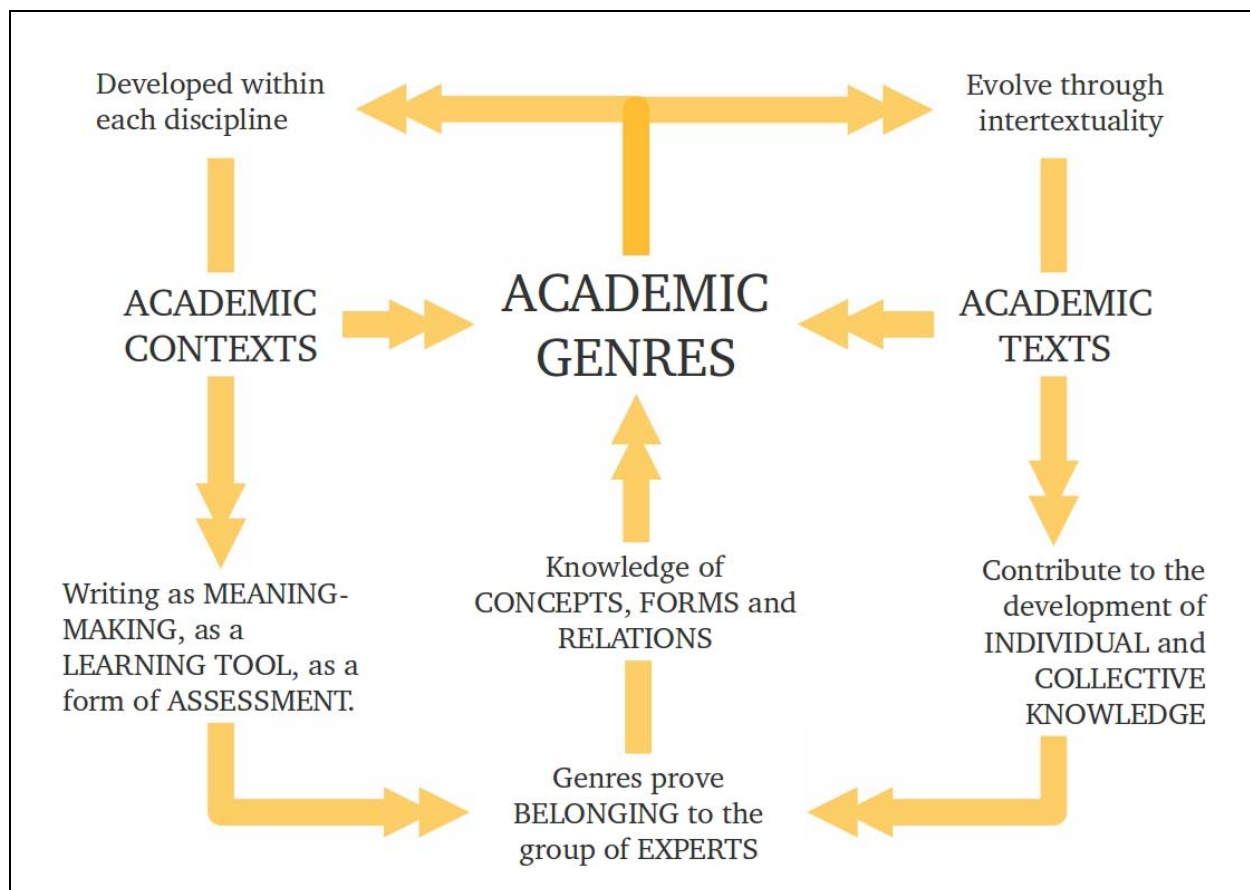 Developed within
each discipline
Evolve through
intertextuality
ACADEMIC
CONTEXTS
ACADEMIC
GENRES
ACADEMIC
TEXTS
Writing as MEANING-
MAKING, as a
LEARNING TOOL, as a
form of ASSESSMENT.
Knowledge of
CONCEPTS, FORMS and
RELATIONS
Contribute to the
development of
INDIVIDUAL and
COLLECTIVE
KNOWLEDGE
Genres prove
BELONGING to the
group of EXPERTS